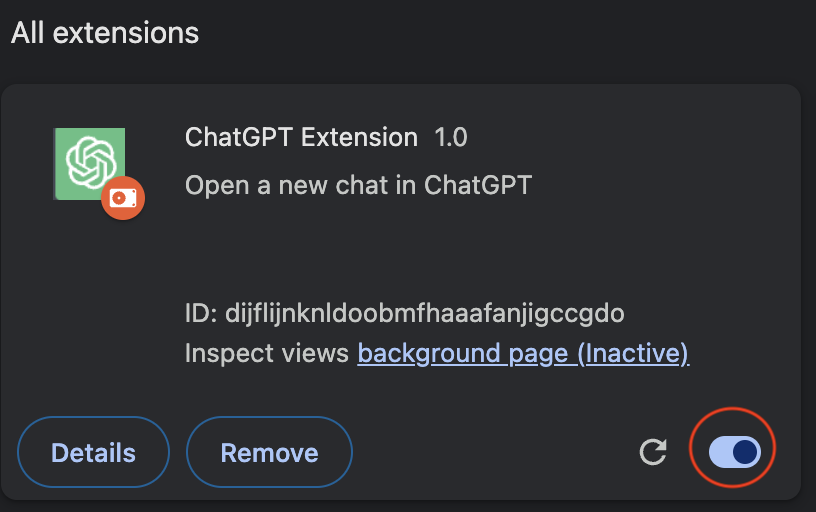 All extensions
ChatGPT Extension 1.0
Open a new chat in ChatGPT
ID: dijflijnknldoobmfhaaafanjigccgdo
Inspect views background page (Inactive)
Details Remove